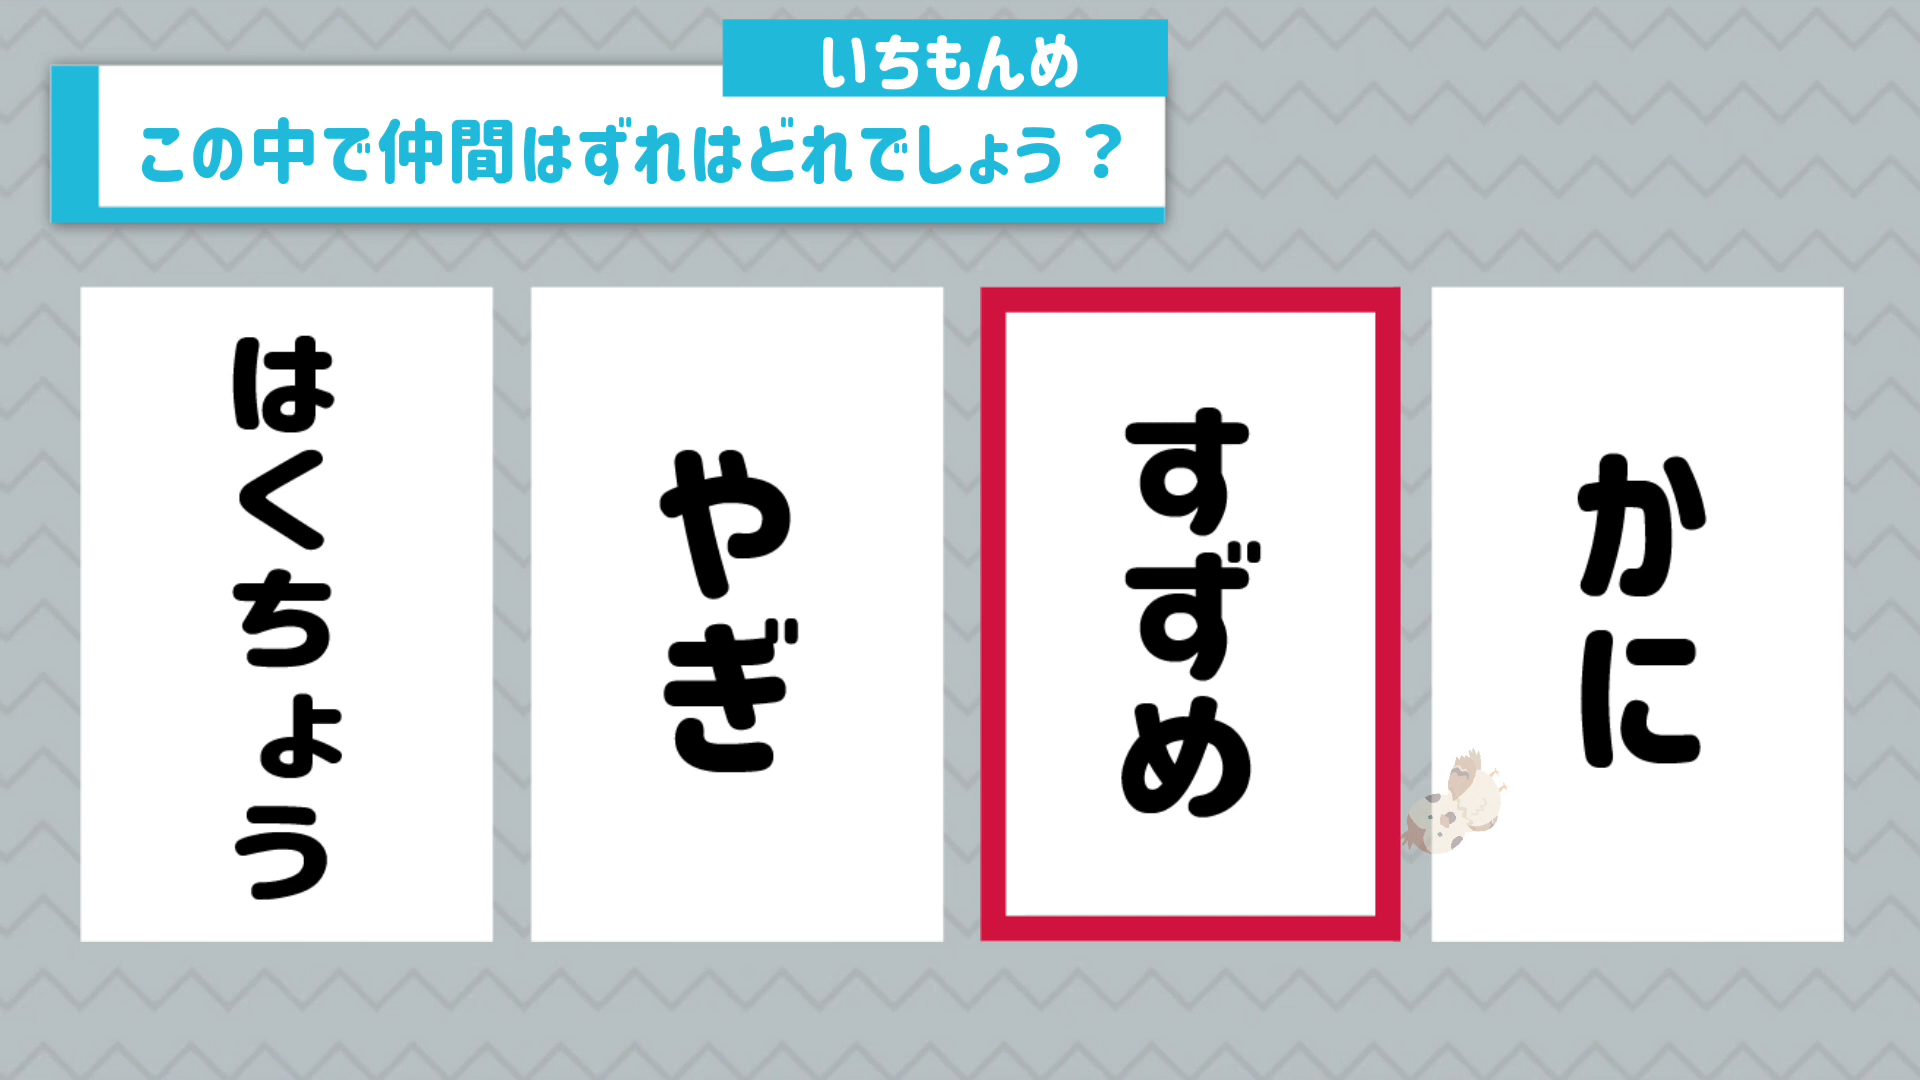 いちもんめ
この中で仲間はずれはどれでしょう？
はくちょう
やぎ
すずめ
かに